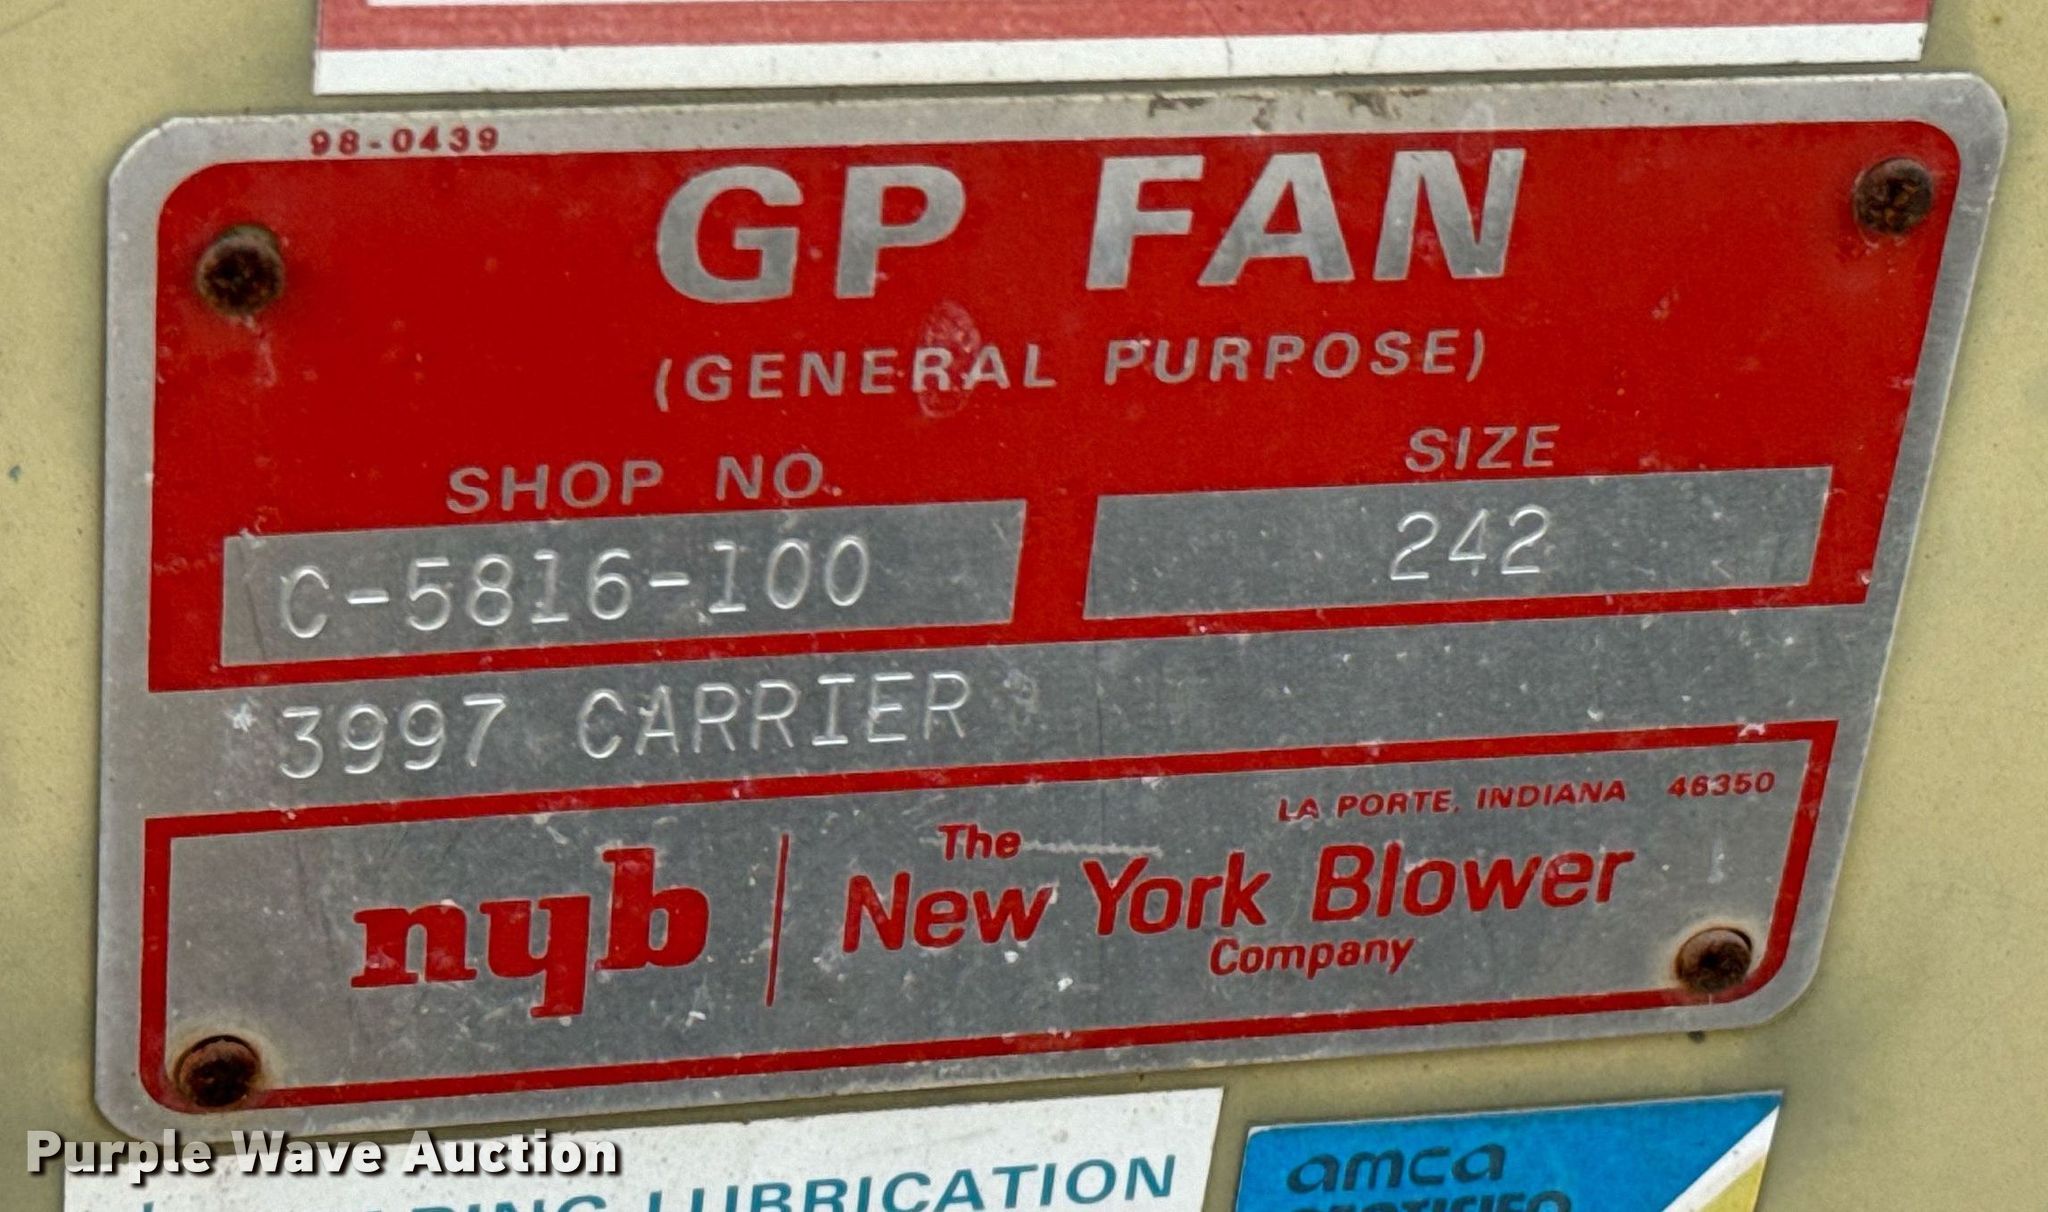 98-0439
GP FAN
(GENERAL PURPOSE)
SHOP NO. SIZE
C-5816-100 242
3997 CARRIER
LA PORTE, INDIANA 46350
nyb The
New York Blower
Company
LUBRICATION
amca
CERTIFIED
Purple Wave Auction